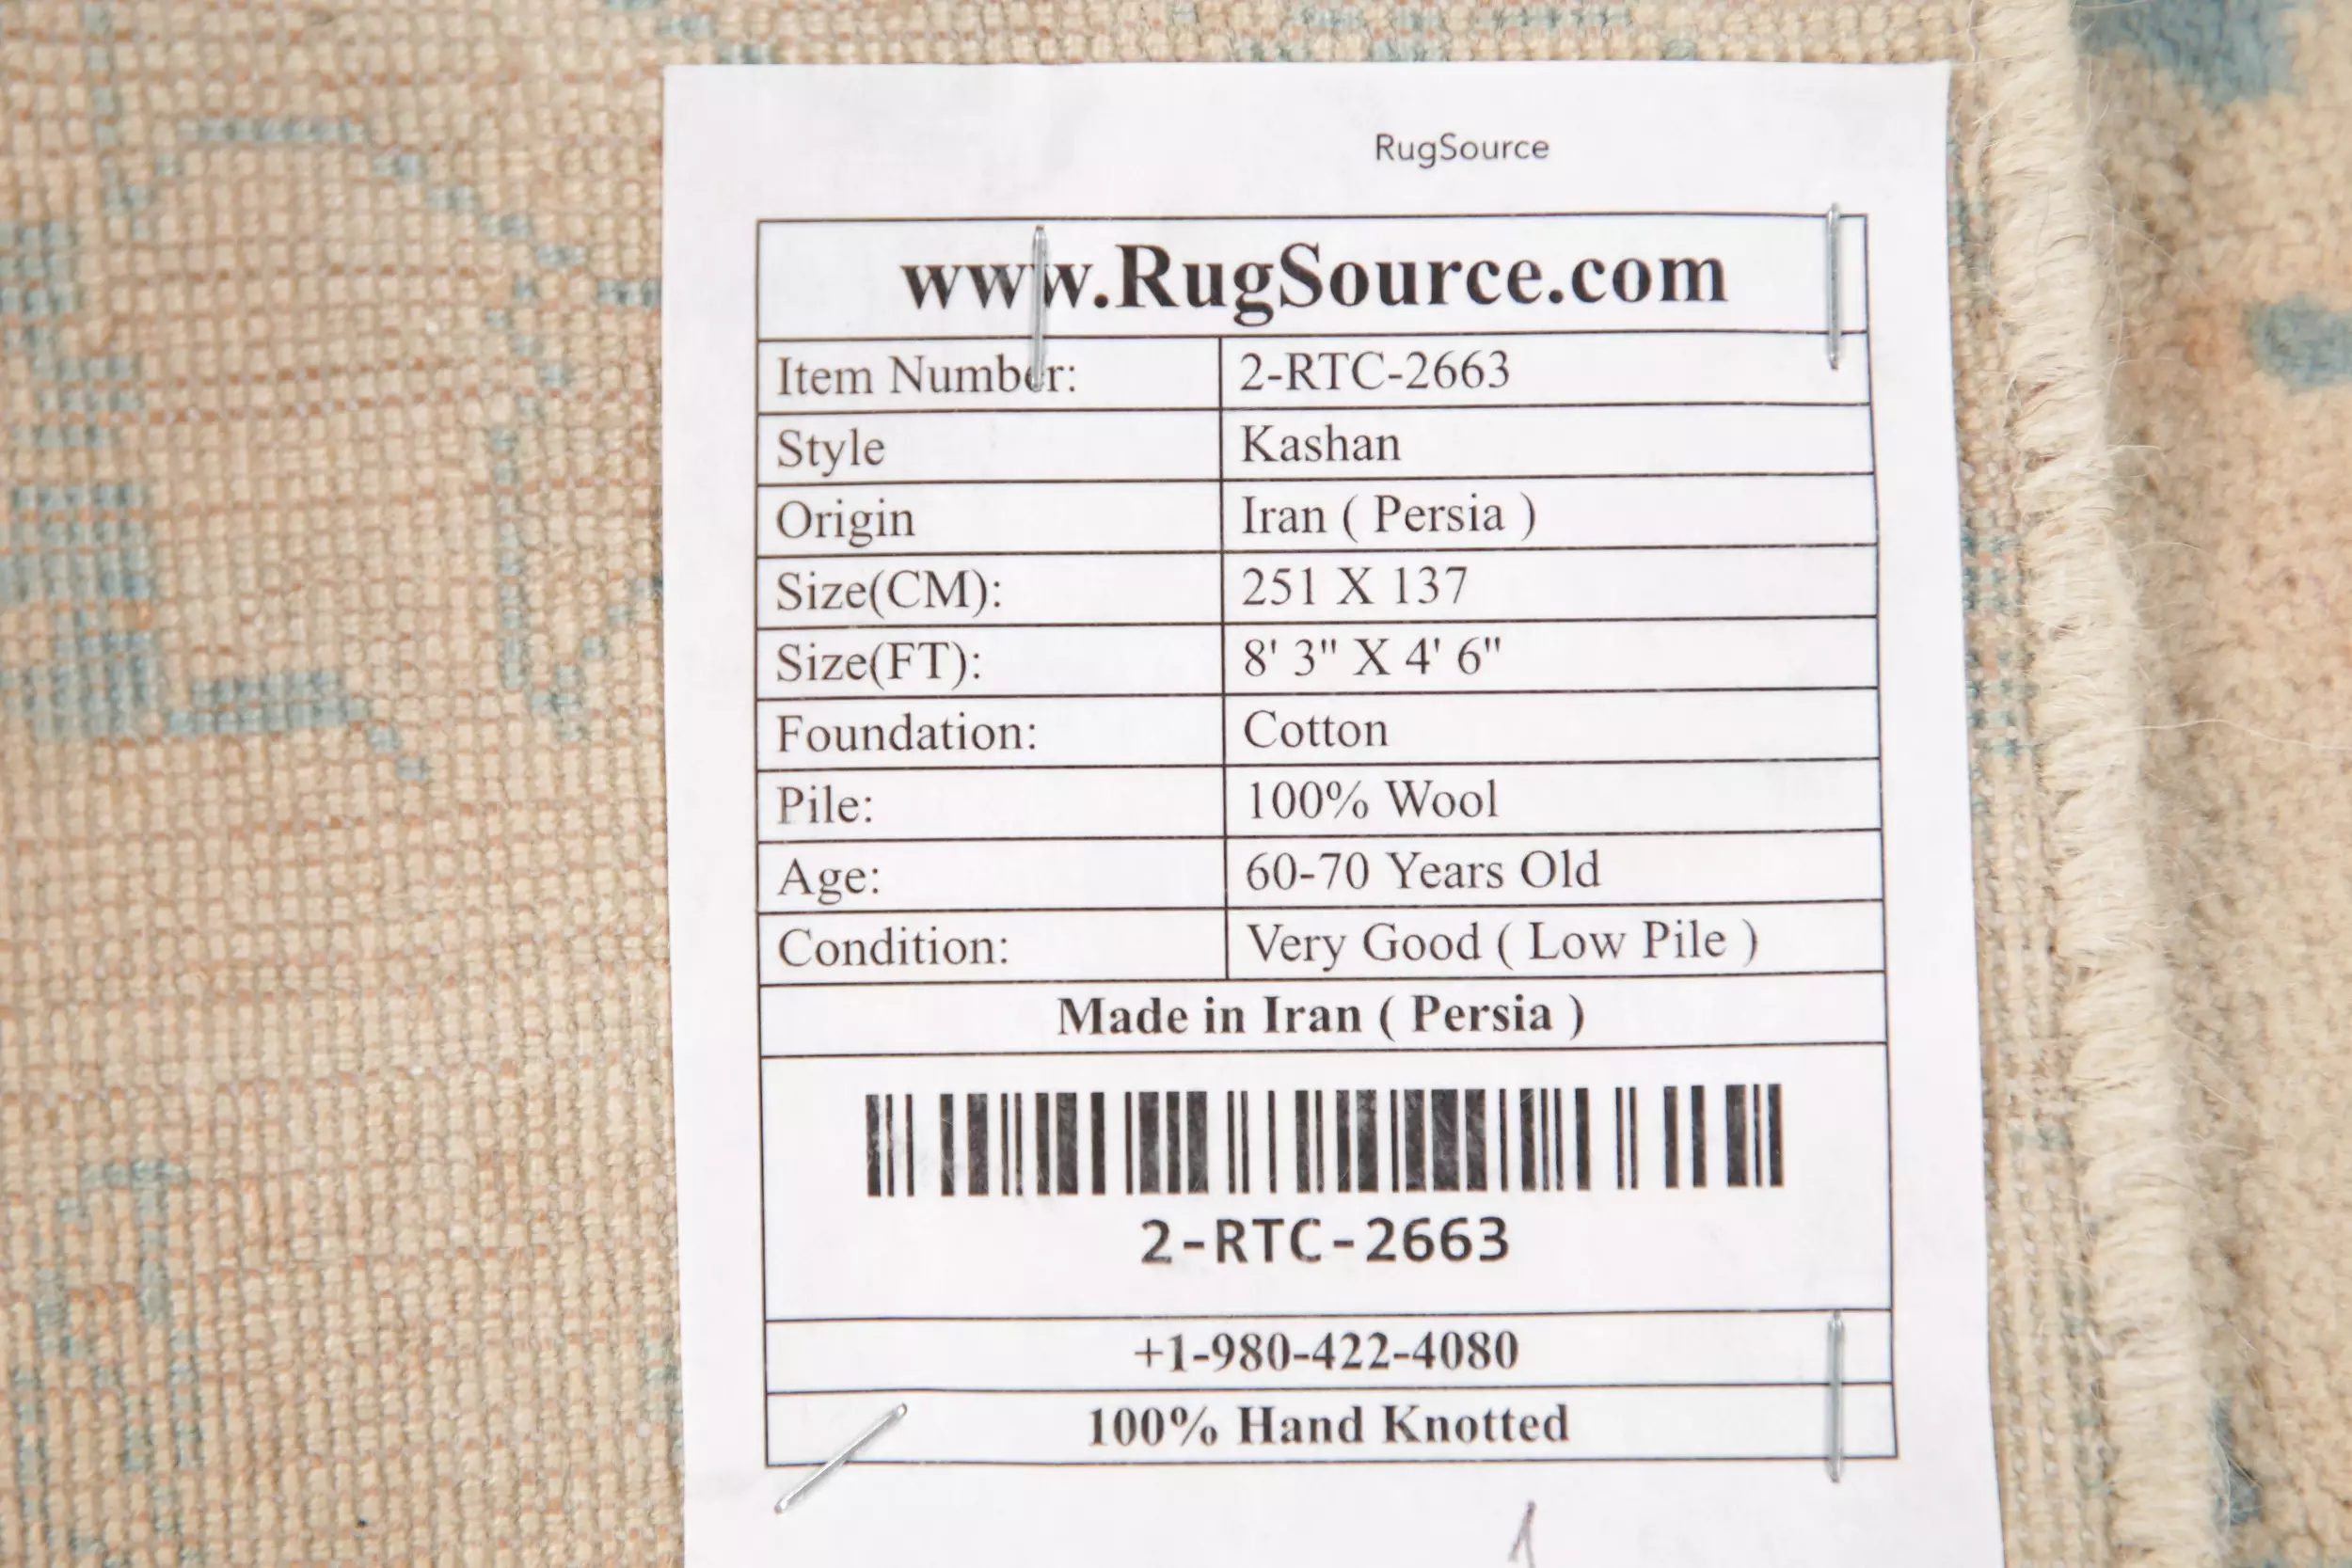 RugSource
www.RugSource.com
Item Number: 2-RTC-2663
Style Kashan
Origin Iran ( Persia )
Size(CM): 251 X 137
Size(FT): 8' 3" X 4' 6"
Foundation: Cotton
Pile: 100% Wool
Age: 60-70 Years Old
Condition: Very Good ( Low Pile )
Made in Iran ( Persia )
2-RTC-2663
+1-980-422-4080
100% Hand Knotted